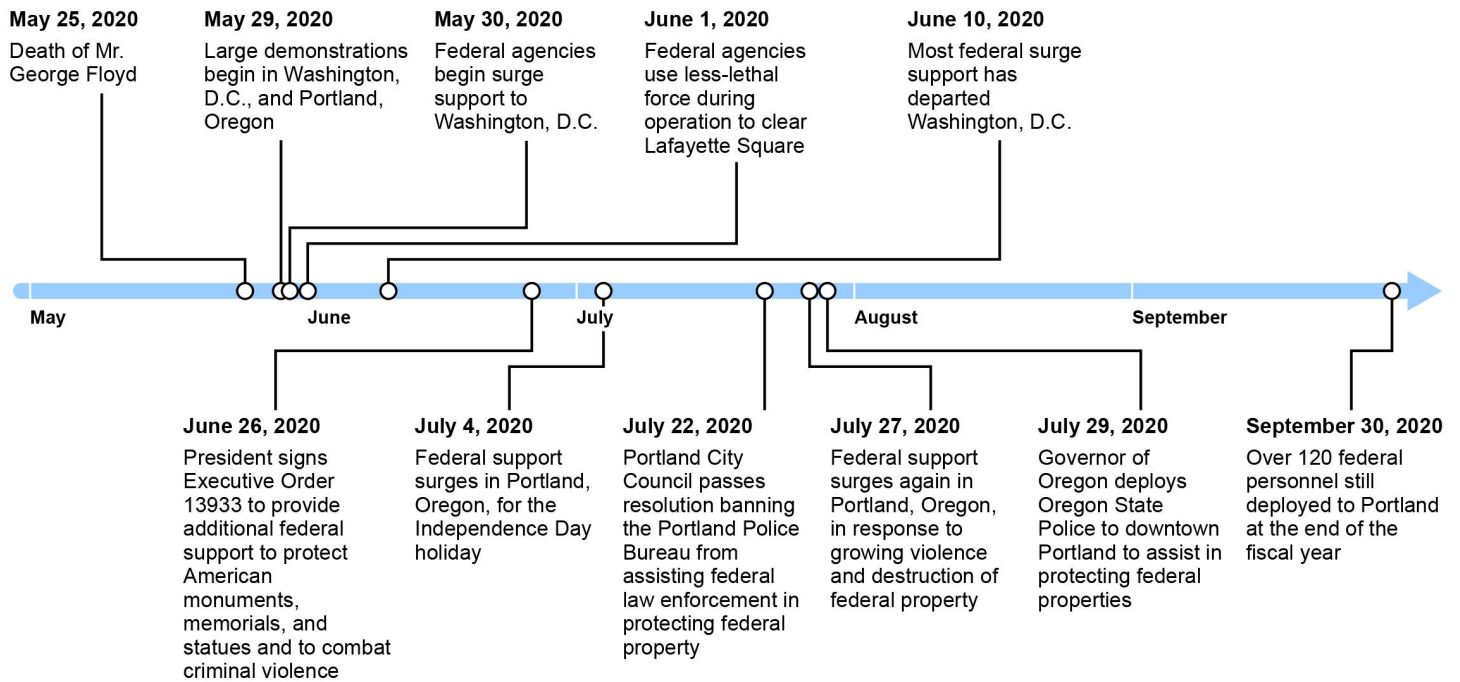 May 25, 2020
Death of Mr.
George Floyd
May 29, 2020
Large demonstrations
begin in Washington,
D.C., and Portland,
Oregon
May 30, 2020
Federal agencies
begin surge
support to
Washington, D.C.
June 1, 2020
Federal agencies
use less-lethal
force during
operation to clear
Lafayette Square
June 10, 2020
Most federal surge
support has
departed
Washington, D.C.
May
June
July
August
September
June 26, 2020
President signs
Executive Order
13933 to provide
additional federal
support to protect
American
monuments,
memorials, and
statues and to combat
criminal violence
July 4, 2020
Federal support
surges in Portland,
Oregon, for the
Independence Day
holiday
July 22, 2020
Portland City
Council passes
resolution banning
the Portland Police
Bureau from
assisting federal
law enforcement in
protecting federal
property
July 27, 2020
Federal support
surges again in
Portland, Oregon,
in response to
growing violence
and destruction of
federal property
July 29, 2020
Governor of
Oregon deploys
Oregon State
Police to downtown
Portland to assist in
protecting federal
properties
September 30, 2020
Over 120 federal
personnel still
deployed to Portland
at the end of the
fiscal year